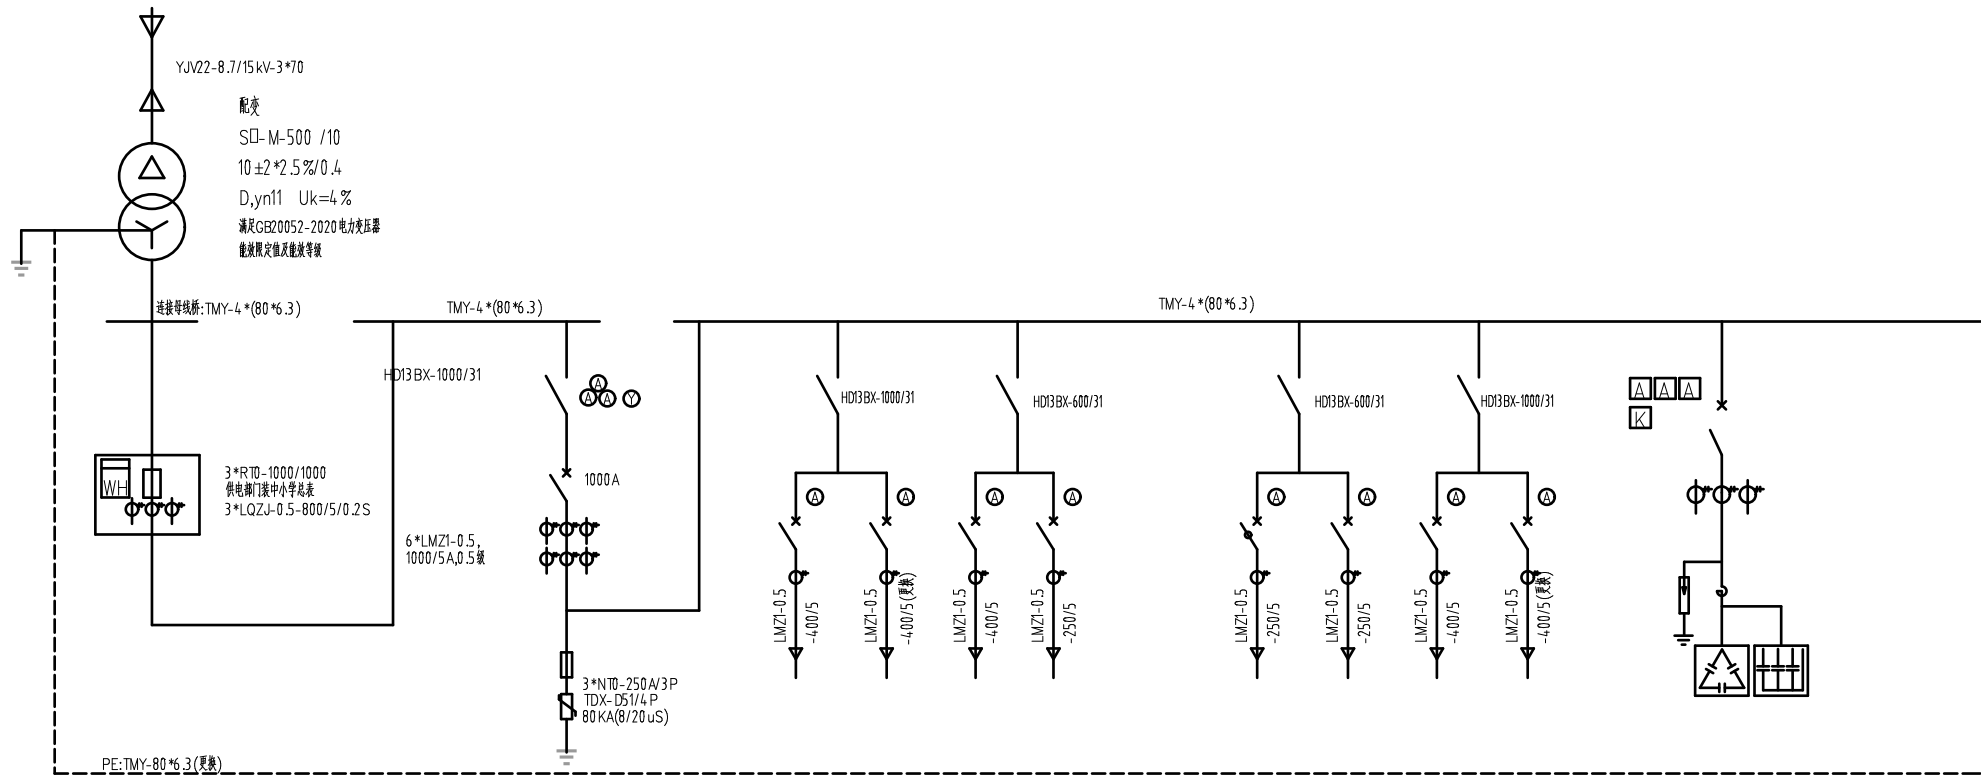 YJV22-8.7/15kV-3*70
配变
S□-M-500 /10
10±2*2.5%/0.4
D,yn11 Uk=4%
满足GB20052-2020电力变压器
能效限定值及能效等级
连接母线桥:TMY-4*(80*6.3)
TMY-4*(80*6.3)
TMY-4*(80*6.3)
HD13BX-1000/31
A
A A Y
HD13BX-1000/31
HD13BX-600/31
HD13BX-600/31
HD13BX-1000/31
A A A
K
WH
3*RT0-1000/1000
供电部门装中小学总表
3*LQZJ-0.5-800/5/0.2S
1000A
6*LMZ1-0.5,
1000/5A,0.5级
A
A
A
A
A
A
A
A
LMZ1-0.5
-400/5
LMZ1-0.5
-400/5(更换)
LMZ1-0.5
-400/5
LMZ1-0.5
-250/5
LMZ1-0.5
-250/5
LMZ1-0.5
-250/5
LMZ1-0.5
-400/5
LMZ1-0.5
-400/5(更换)
3*NT0-250A/3P
TDX-D51/4P
80KA(8/20uS)
PE:TMY-80*6.3(更换)